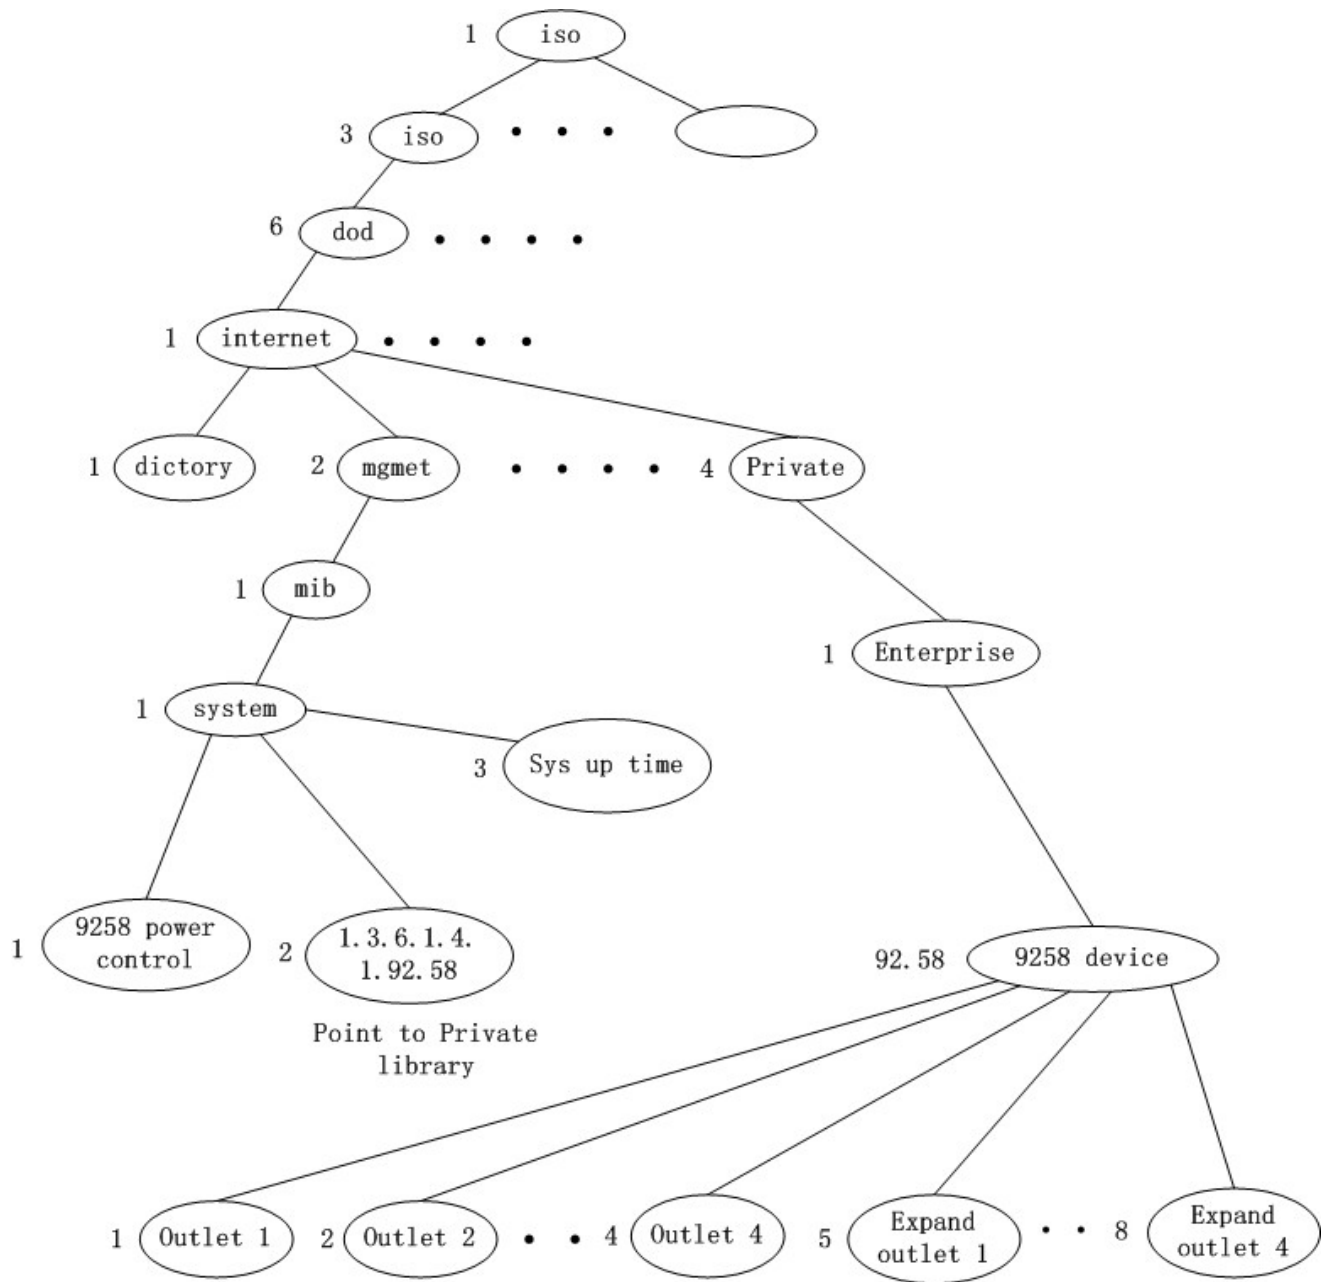 1 iso
3 iso
6 dod
1 internet
1 dictory 2 mgmet 4 Private
1 mib
1 Enterprise
1 system
3 Sys up time
1 9258 power
control
2 1.3.6.1.4.
1.92.58
92.58 9258 device
Point to Private
library
1 Outlet 1 2 Outlet 2 4 Outlet 4 5 Expand
outlet 1
8 Expand
outlet 4